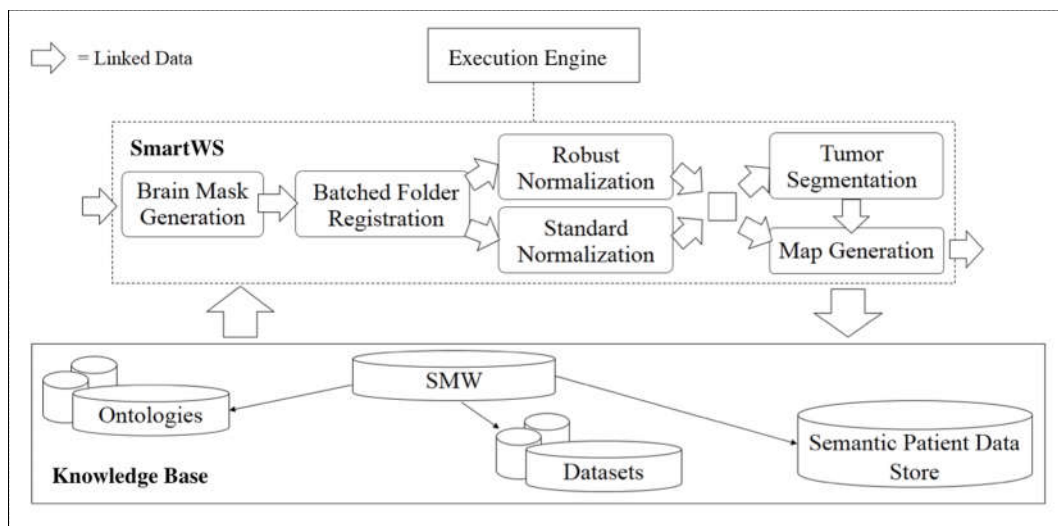 = Linked Data
Execution Engine
SmartWS
Brain Mask
Generation
Batched Folder
Registration
Robust
Normalization
Standard
Normalization
Tumor
Segmentation
Map Generation
Ontologies
SMW
Datasets
Semantic Patient Data
Store
Knowledge Base